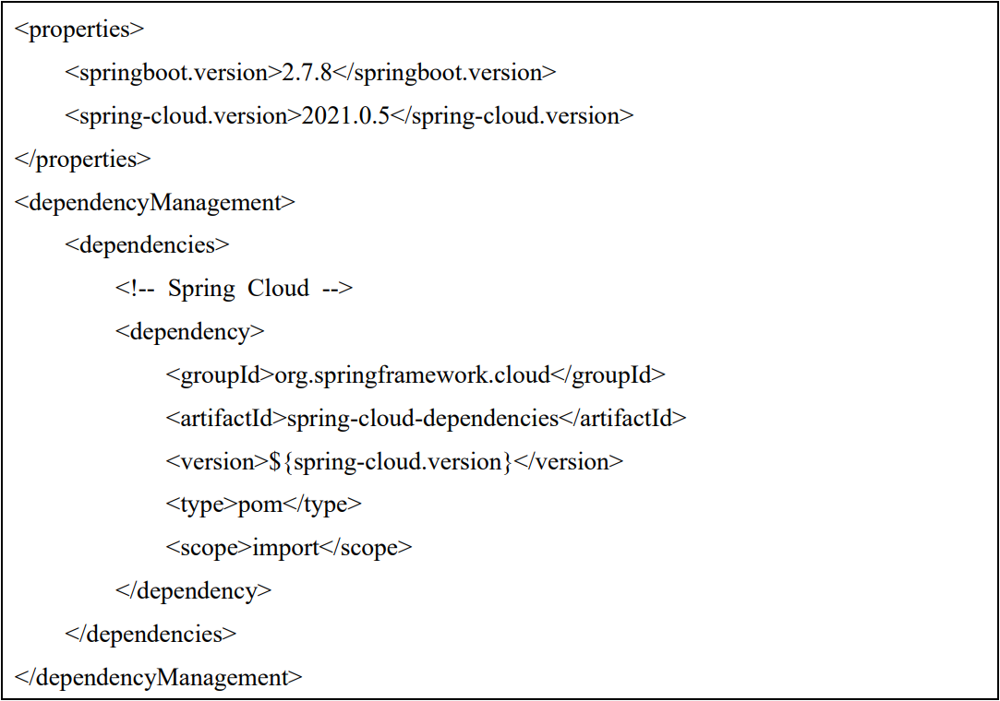 <properties>
<springboot.version>2.7.8</springboot.version>
<spring-cloud.version>2021.0.5</spring-cloud.version>
</properties>
<dependencyManagement>
<dependencies>
<!-- Spring Cloud -->
<dependency>
<groupId>org.springframework.cloud</groupId>
<artifactId>spring-cloud-dependencies</artifactId>
<version>${spring-cloud.version}</version>
<type>pom</type>
<scope>import</scope>
</dependency>
</dependencies>
</dependencyManagement>